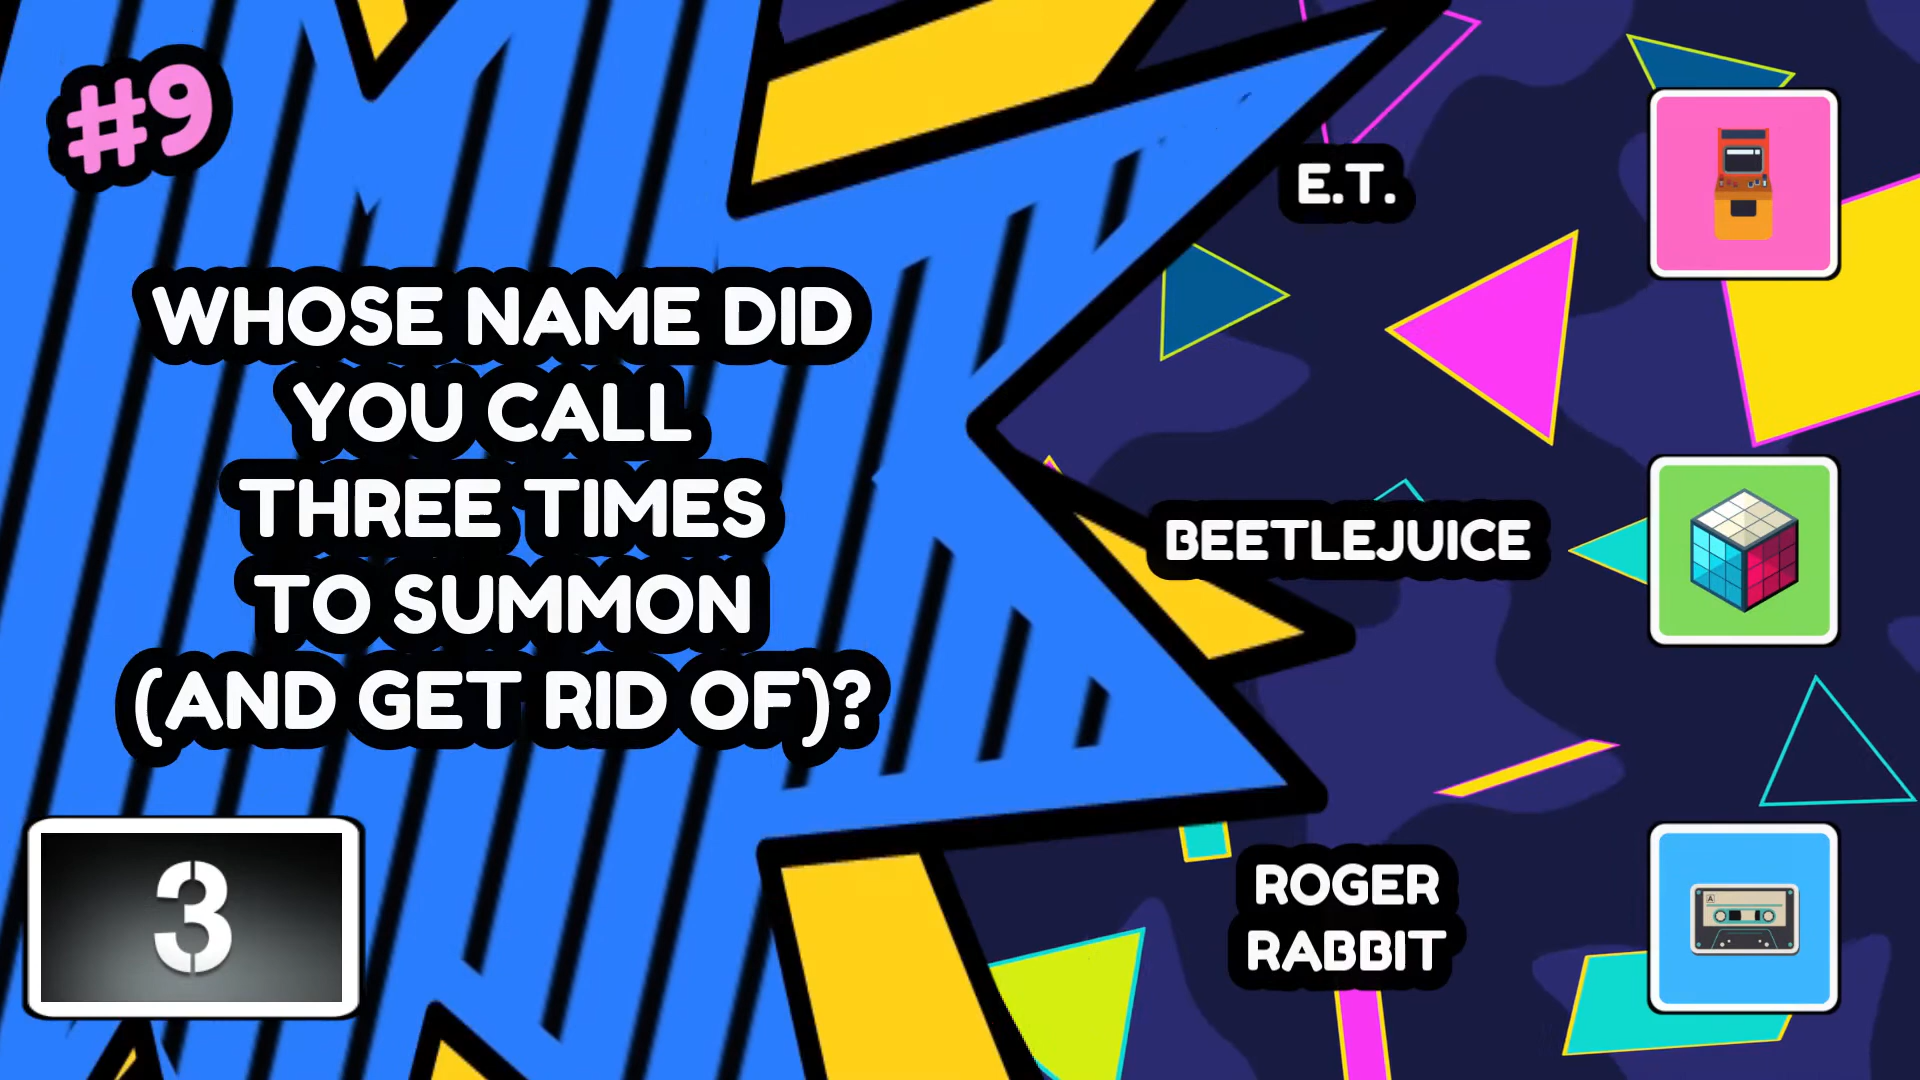 #9
WHOSE NAME DID
YOU CALL
THREE TIMES
TO SUMMON
(AND GET RID OF)?
3
E.T.
BEETLEJUICE
ROGER
RABBIT
A